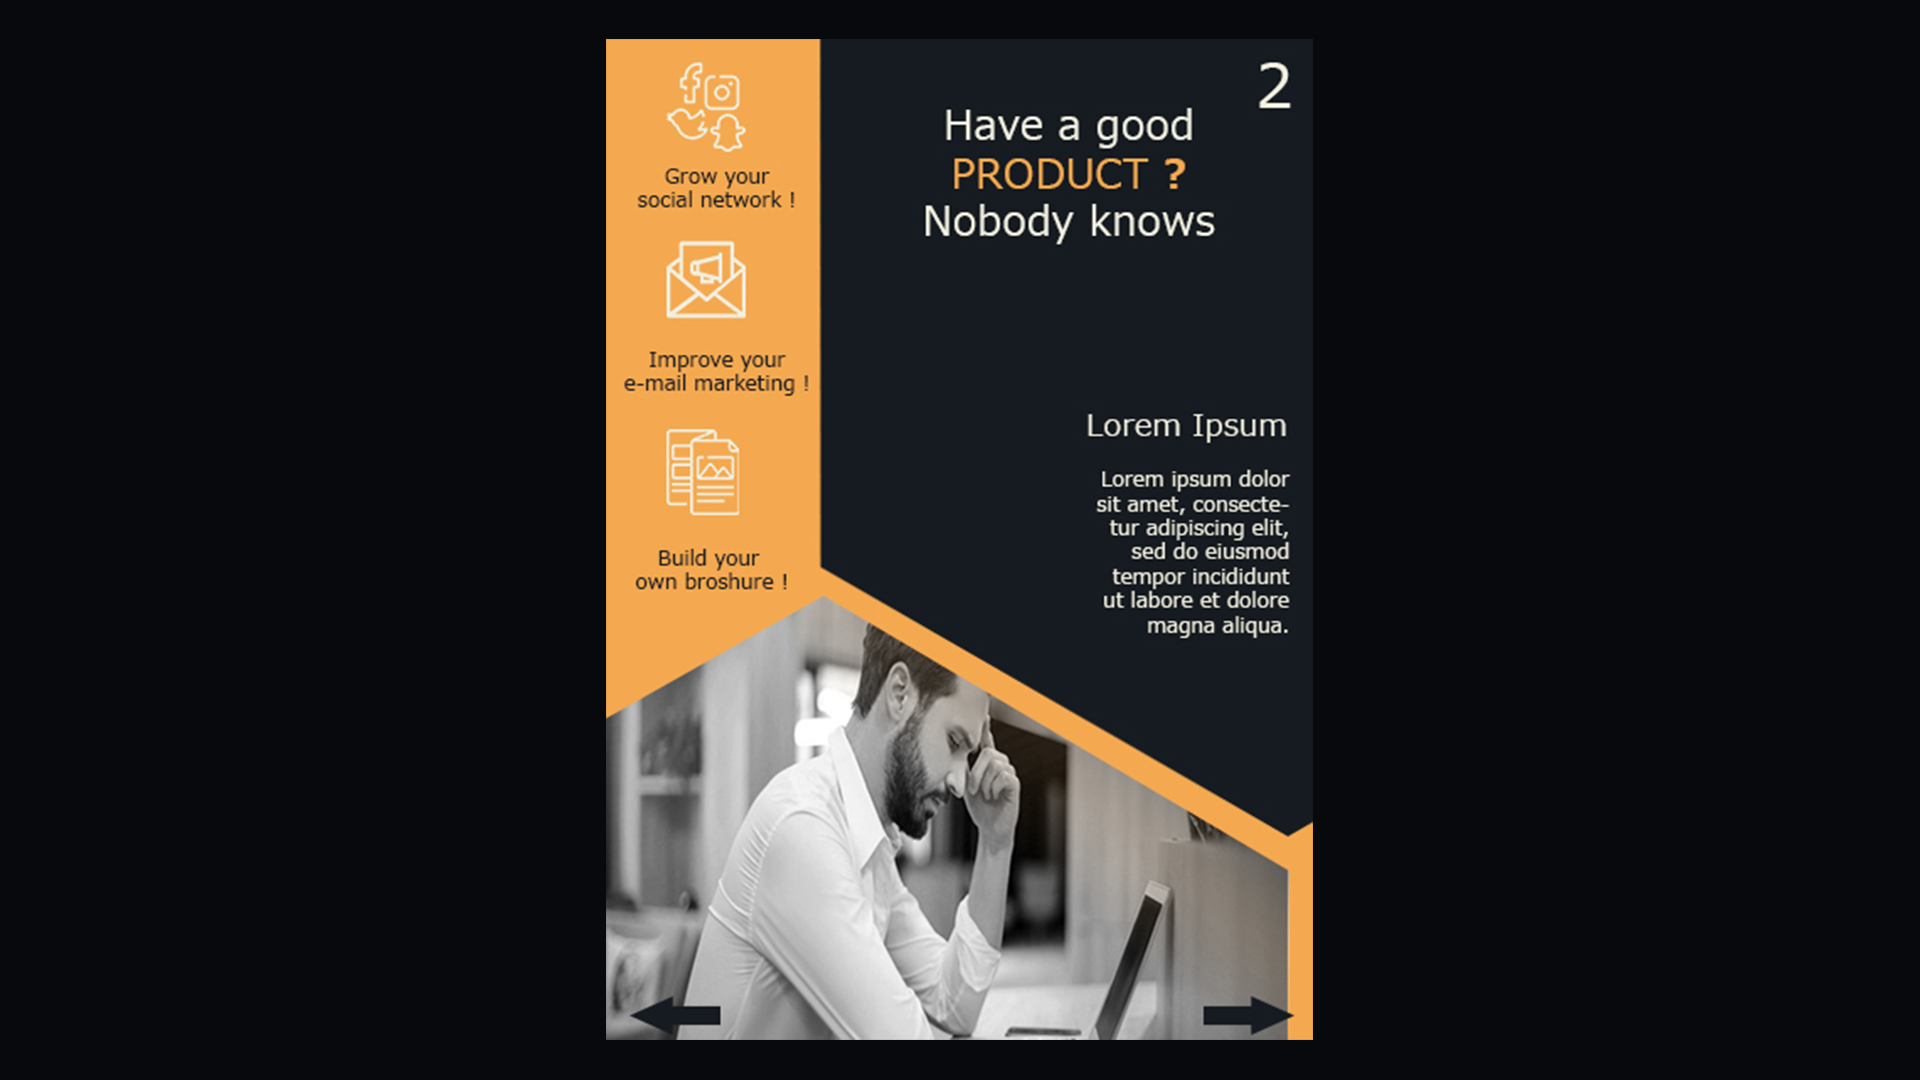 Grow your
social network !
Improve your
e-mail marketing !
Build your
own broshure !
2
Have a good
PRODUCT ?
Nobody knows
Lorem Ipsum
Lorem ipsum dolor
sit amet, consecte-
tur adipiscing elit,
sed do eiusmod
tempor incididunt
ut labore et dolore
magna aliqua.